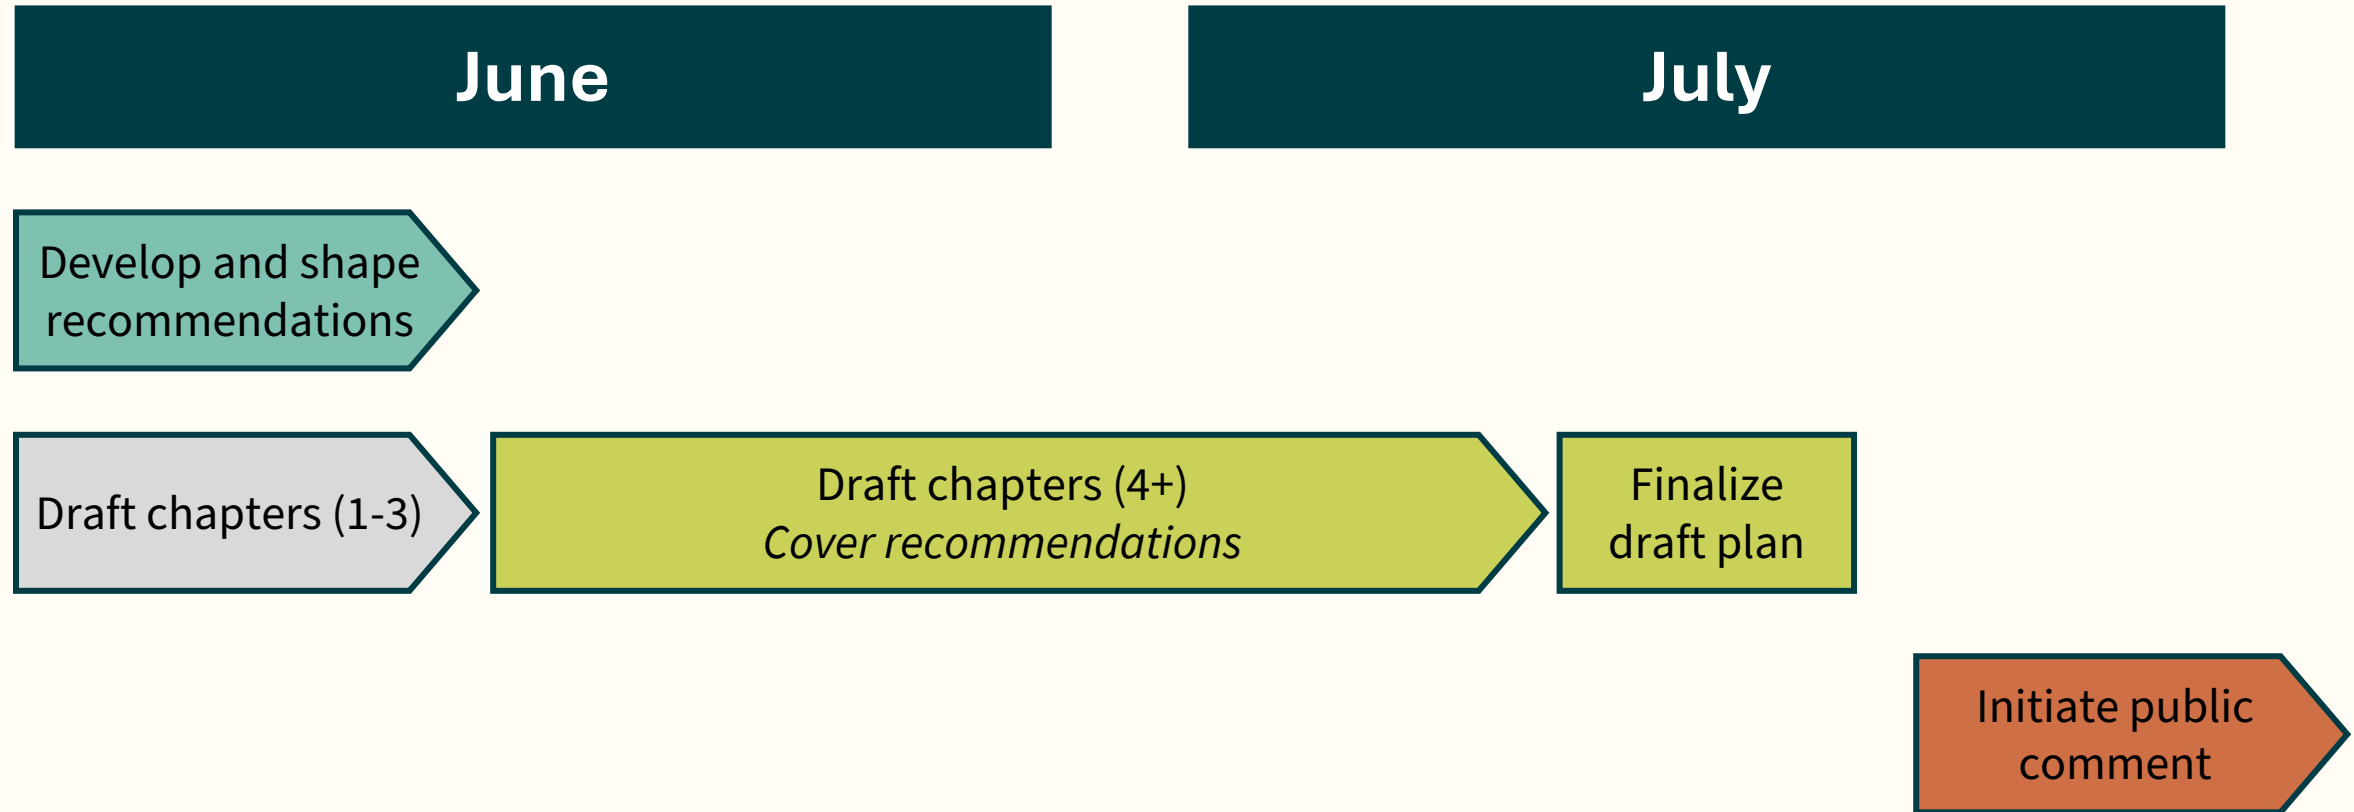 June
July
Develop and shape
recommendations
Draft chapters (1-3)
Draft chapters (4+)
Cover recommendations
Finalize
draft plan
Initiate public
comment